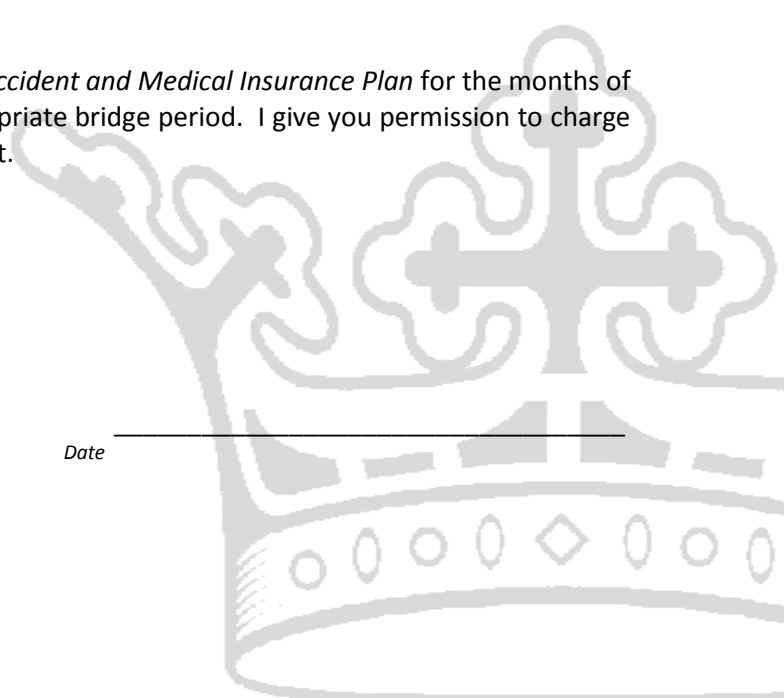 ccident and Medical Insurance Plan for the months of
priate bridge period. I give you permission to charge
t.
Date